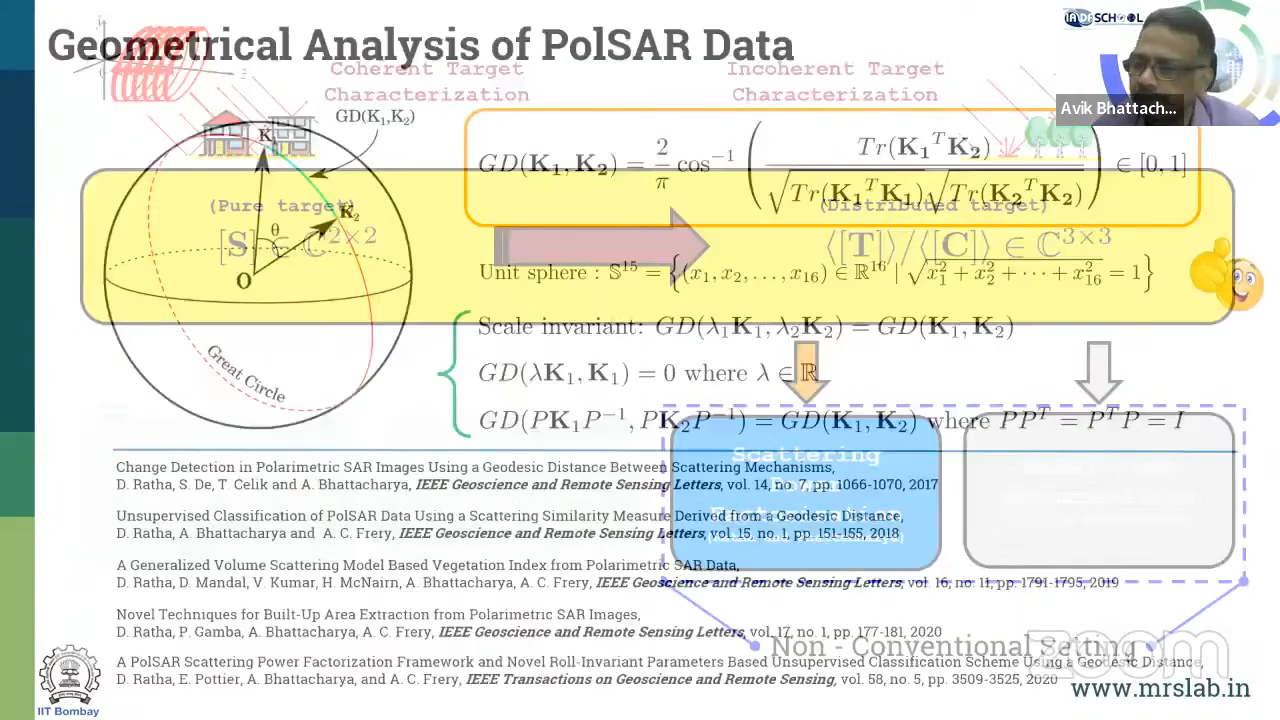 Geometrical Analysis of PolSAR Data
IADF SCHOOL
Avik Bhattach...
Coherent Target
Characterization
Incoherent Target
Characterization
GD(K₁,K₂)
K₁
K₂
θ
O
Great Circle
GD(K₁, K₂) = 2/π cos⁻¹ ( Tr(K₁ᵀK₂) / √Tr(K₁ᵀK₁)√Tr(K₂ᵀK₂) ) ∈ [0, 1]
(Pure target)
(Distributed target)
[S] ∈ ℂ²ˣ²
⟨[T]⟩/⟨[C]⟩ ∈ ℂ³ˣ³
Unit sphere : 𝕊¹⁵ = {(x₁, x₂, . . . , x₁₆) ∈ ℝ¹⁶ | √x₁² + x₂² + · · · + x₁₆² = 1}
Scale invariant: GD(λ₁K₁, λ₂K₂) = GD(K₁, K₂)
GD(λK₁, K₁) = 0 where λ ∈ ℝ
GD(PK₁P⁻¹, PK₂P⁻¹) = GD(K₁, K₂) where PPᵀ = PᵀP = I
Scattering
Power
Factorization
Change Detection in Polarimetric SAR Images Using a Geodesic Distance Between Scattering Mechanisms,
D. Ratha, S. De, T. Celik and A. Bhattacharya, IEEE Geoscience and Remote Sensing Letters, vol. 14, no. 7, pp. 1066-1070, 2017
Unsupervised Classification of PolSAR Data Using a Scattering Similarity Measure Derived from a Geodesic Distance,
D. Ratha, A. Bhattacharya and A. C. Frery, IEEE Geoscience and Remote Sensing Letters, vol. 15, no. 1, pp. 151-155, 2018
A Generalized Volume Scattering Model Based Vegetation Index from Polarimetric SAR Data,
D. Ratha, D. Mandal, V. Kumar, H. McNairn, A. Bhattacharya, A. C. Frery, IEEE Geoscience and Remote Sensing Letters, vol. 16, no. 11, pp. 1791-1795, 2019
Novel Techniques for Built-Up Area Extraction from Polarimetric SAR Images,
D. Ratha, P. Gamba, A. Bhattacharya, A. C. Frery, IEEE Geoscience and Remote Sensing Letters, vol. 17, no. 1, pp. 177-181, 2020
Non - Conventional Setting
A PolSAR Scattering Power Factorization Framework and Novel Roll-Invariant Parameters Based Unsupervised Classification Scheme Using a Geodesic Distance,
D. Ratha, E. Pottier, A. Bhattacharya, and A. C. Frery, IEEE Transactions on Geoscience and Remote Sensing, vol. 58, no. 5, pp. 3509-3525, 2020
zoom
www.mrslab.in
IIT Bombay